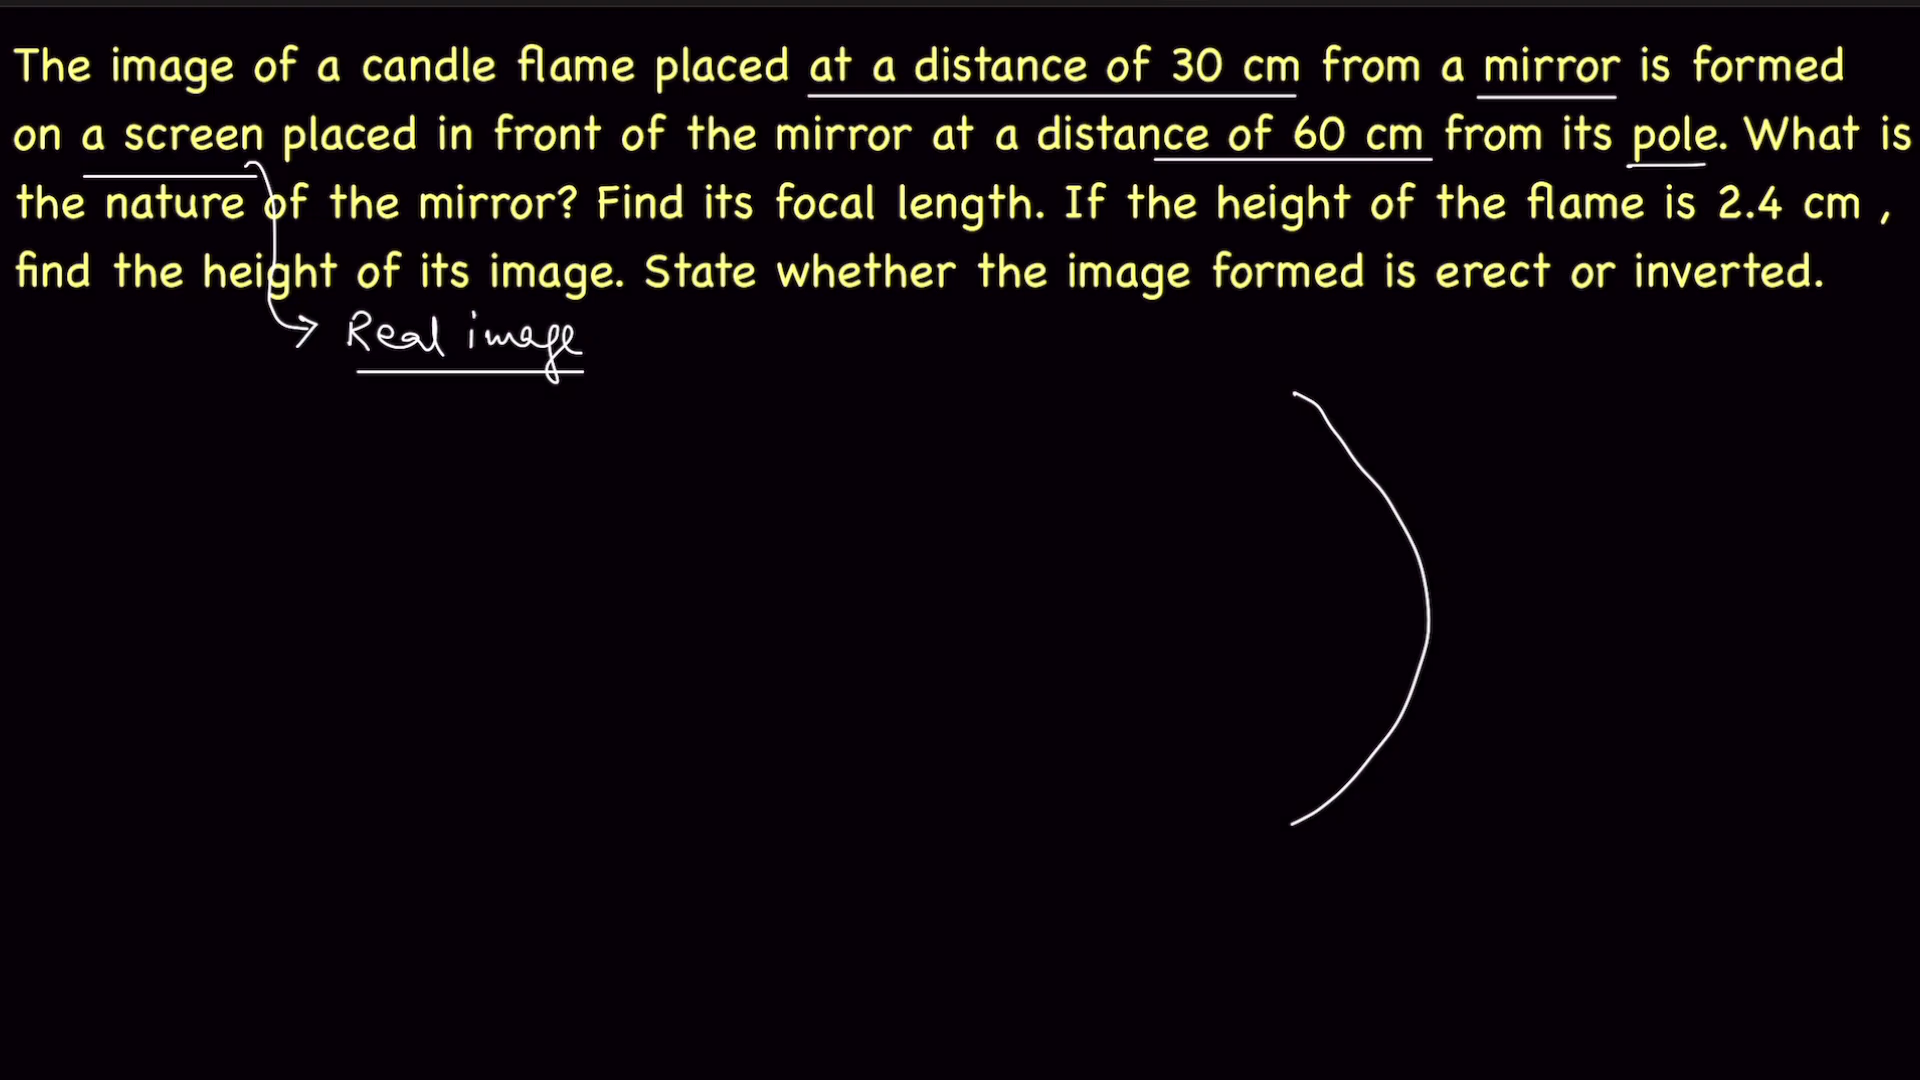 The image of a candle flame placed at a distance of 30 cm from a mirror is formed
on a screen placed in front of the mirror at a distance of 60 cm from its pole. What is
the nature of the mirror? Find its focal length. If the height of the flame is 2.4 cm ,
find the height of its image. State whether the image formed is erect or inverted.
Real image